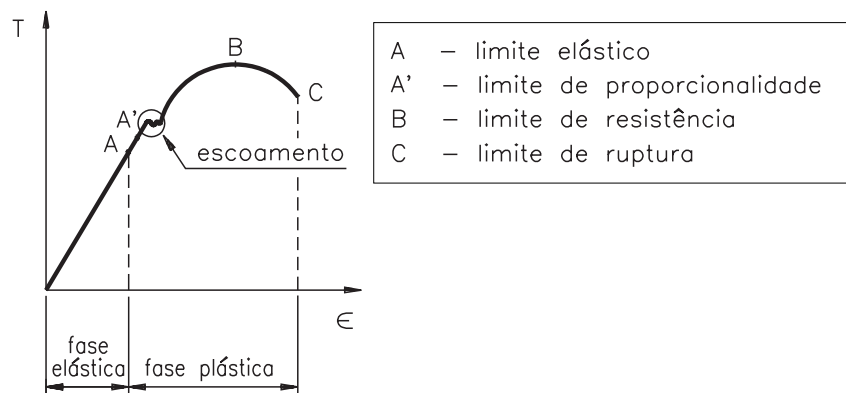 T
B
C
A'
A
escoamento
ϵ
fase
elástica
fase plástica
A – limite elástico
A' – limite de proporcionalidade
B – limite de resistência
C – limite de ruptura